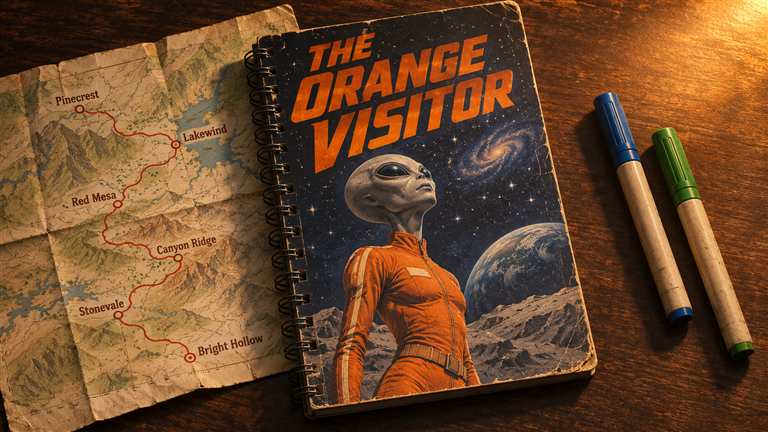 Pinecrest
Lakewind
Red Mesa
Canyon Ridge
Stonevale
Bright Hollow
THE
ORANGE
VISITOR